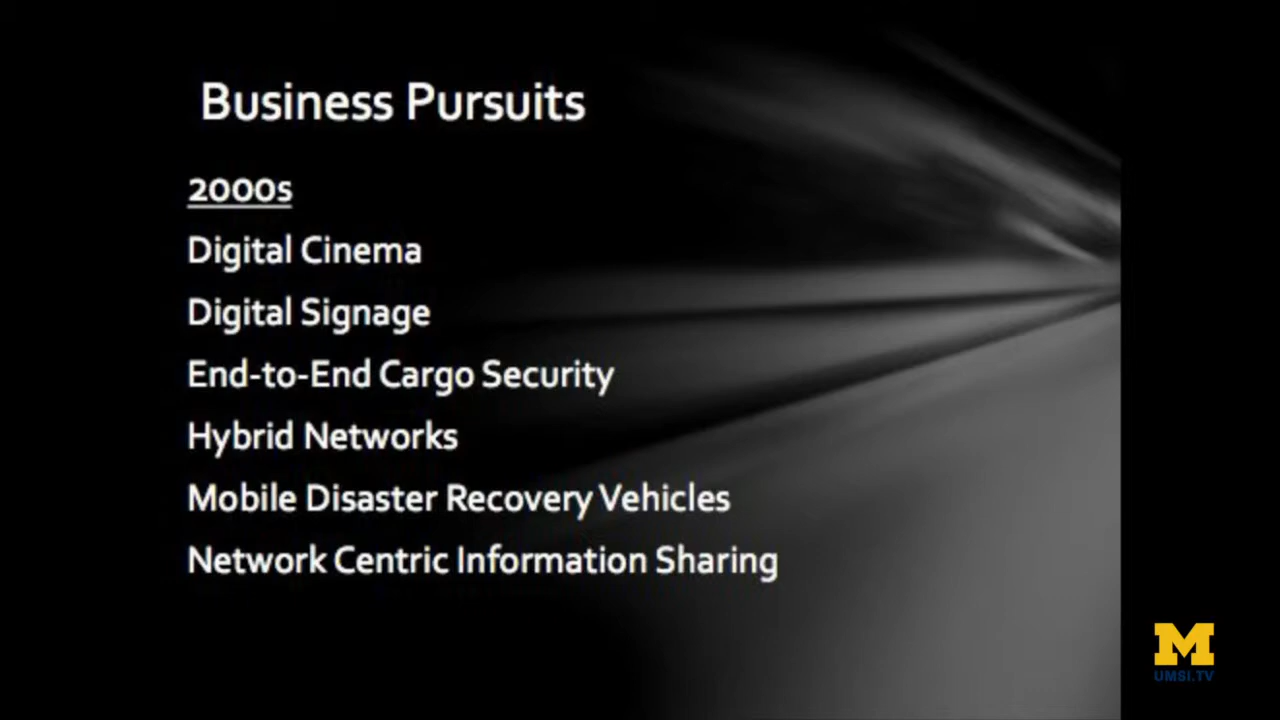 Business Pursuits
2000s
Digital Cinema
Digital Signage
End-to-End Cargo Security
Hybrid Networks
Mobile Disaster Recovery Vehicles
Network Centric Information Sharing
M
UMSI.TV